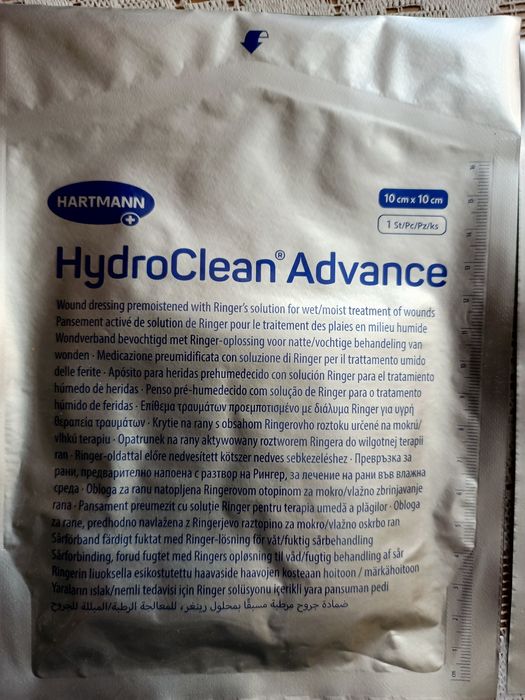 HARTMANN
10 cm x 10 cm
1 St/Pc/Pz/ks
HydroClean® Advance
Wound dressing premoistened with Ringer's solution for wet/moist treatment of wounds
Pansement activé de solution de Ringer pour le traitement des plaies en milieu humide
Wondverband bevochtigd met Ringer-oplossing voor natte/vochtige behandeling van
wonden · Medicazione preumidificata con soluzione di Ringer per il trattamento umido
delle ferite · Apósito para heridas prehumedecido con solución Ringer para el tratamiento
húmedo de heridas · Penso pré-humedecido com solução de Ringer para o tratamento
húmido de feridas · Επίθεμα τραυμάτων προεμποτισμένο με διάλυμα Ringer για υγρή
θεραπεία τραυμάτων · Krytie na rany s obsahom Ringerovho roztoku určené na mokrú/
vlhkú terapiu · Opatrunek na rany aktywowany roztworem Ringera do wilgotnej terapii
ran · Ringer-oldattal előre nedvesített kötszer nedves sebkezeléshez · Превръзка за
рани, предварително напоена с разтвор на Рингер, за лечение на рани във влажна
среда · Obloga za ranu natopljena Ringerovom otopinom za mokro/vlažno zbrinjavanje
rana · Pansament preumezit cu soluție Ringer pentru terapia umedă a plăgilor · Obloga
za rane, predhodno navlažena z Ringerjevo raztopino za mokro/vlažno oskrbo ran
Sårförband färdigt fuktat med Ringer-lösning för våt/fuktig sårbehandling
Sårforbinding, forud fugtet med Ringers opløsning til våd/fugtig behandling af sår
Ringerin liuoksella esikostutettu haavaside haavojen kosteaan hoitoon / märkähoitoon
Yaraların ıslak/nemli tedavisi için Ringer solüsyonu içerikli yara pansuman pedi
ضمادة جروح مرطبة مسبقًا بمحلول رينغر، للمعالجة الرطبة/المبللة للجروح